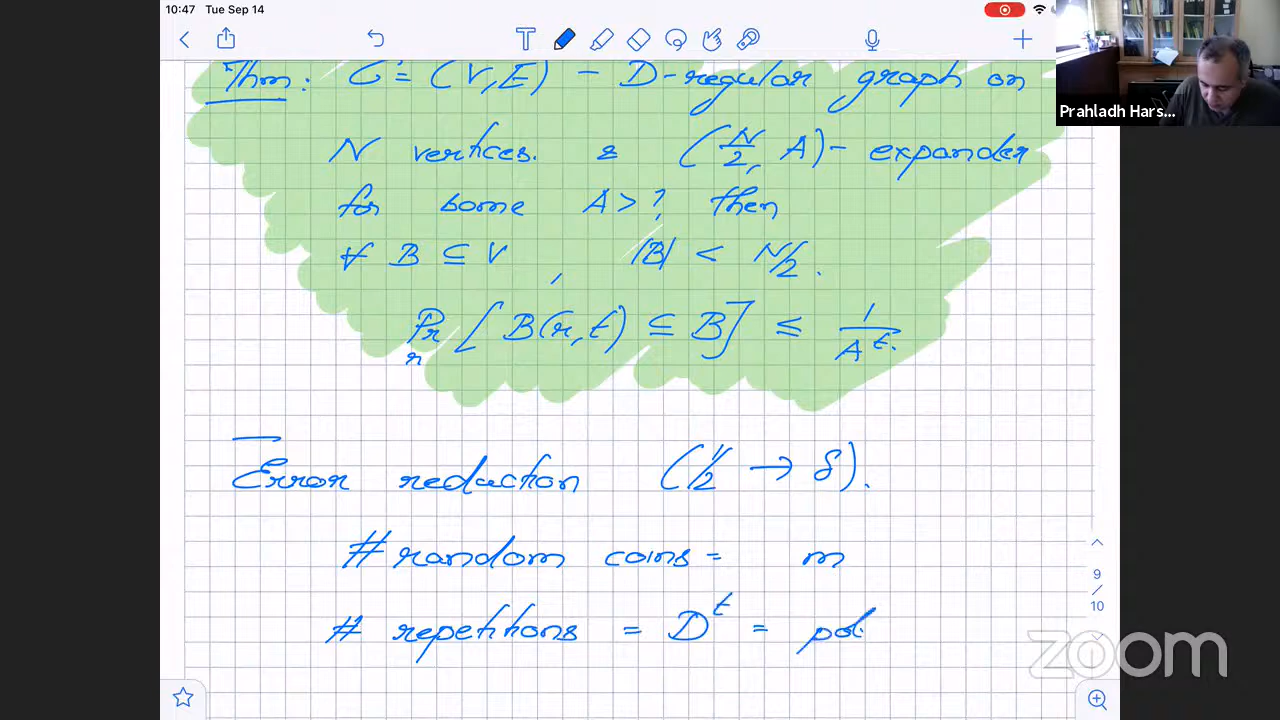 10:47 Tue Sep 14
T
Thm: G = (V,E) - D-regular graph on
N vertices. & (N/2, A)- expander
for some A > ?, then
∀ B ⊆ V , |B| < N/2.
Pr_r [B(r,t) ⊆ B] ≤ 1/A^t.
Error reduction (1/2 → δ).
# random coins = m
# repetitions = D^t = pol
9
/
10
Prahladh Hars...
zoom